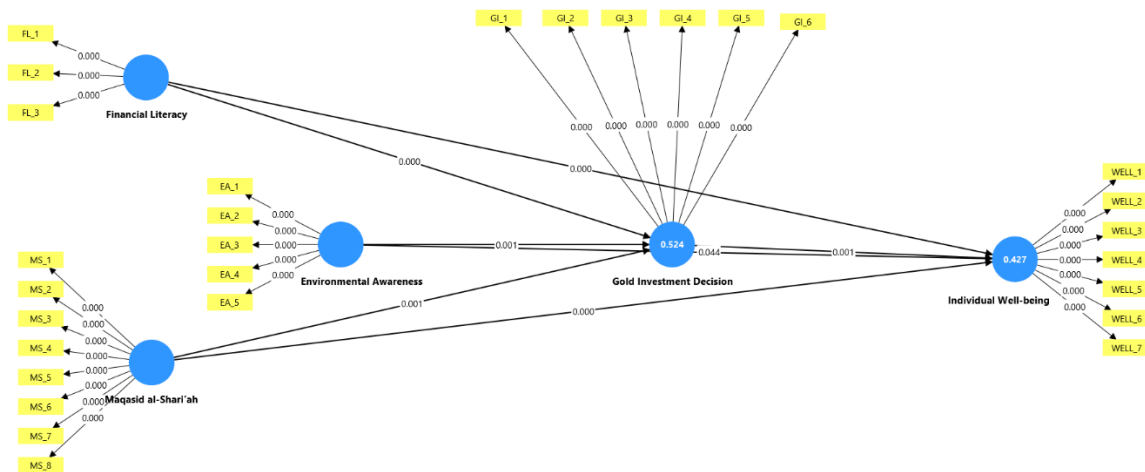 FL_1
0.000
FL_2
0.000
FL_3
0.000
Financial Literacy
GI_1
GI_2
GI_3
GI_4
GI_5
GI_6
0.000
0.000
0.000
0.000
0.000
0.000
0.000
0.000
EA_1
0.000
EA_2
0.000
EA_3
0.000
EA_4
0.000
EA_5
0.000
Environmental Awareness
0.001
0.524
Gold Investment Decision
0.044
0.001
0.001
0.000
MS_1
0.000
MS_2
0.000
MS_3
0.000
MS_4
0.000
MS_5
0.000
MS_6
0.000
MS_7
0.000
MS_8
0.000
Maqasid al-Shari'ah
WELL_1
0.000
WELL_2
0.000
WELL_3
0.000
WELL_4
0.000
WELL_5
0.000
WELL_6
0.000
WELL_7
0.000
0.427
Individual Well-being